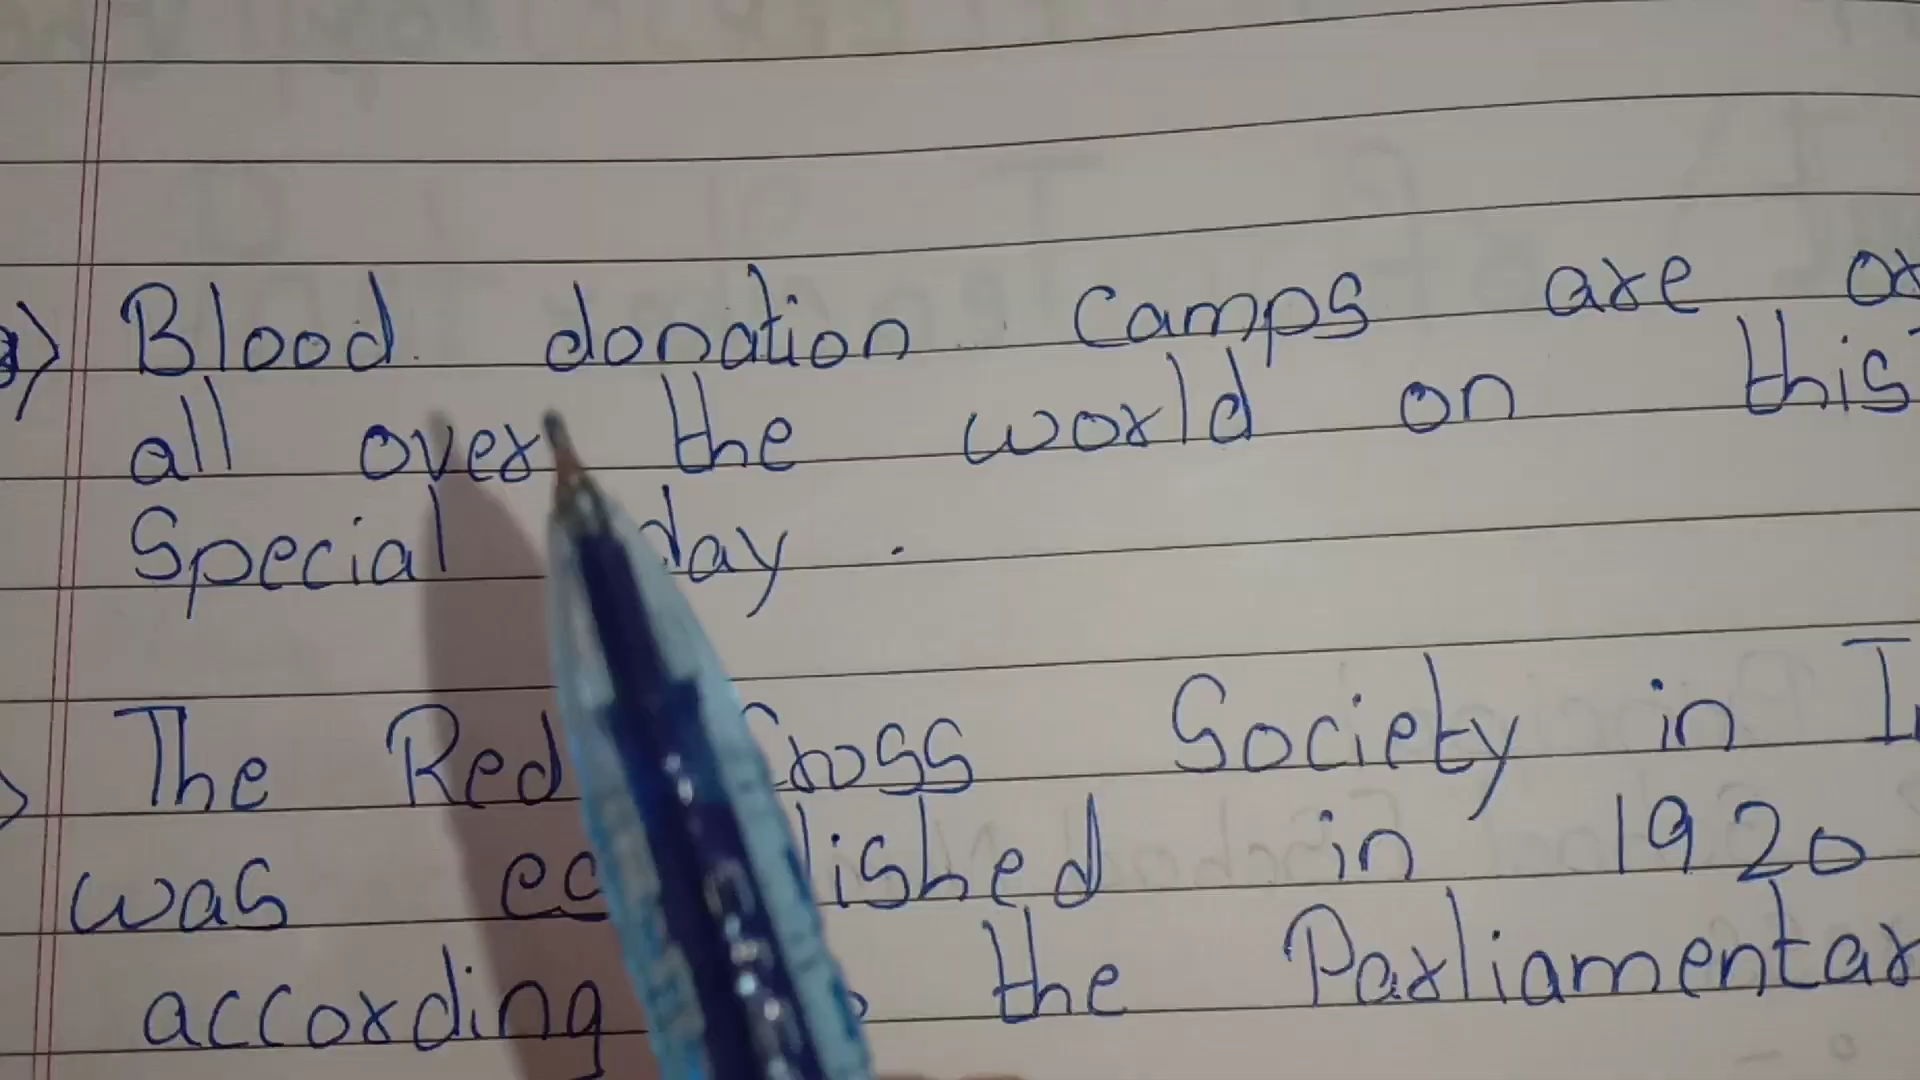 Blood donation camps are
all over the world on this
Special day .
The Red Society in
was in 1920
according the